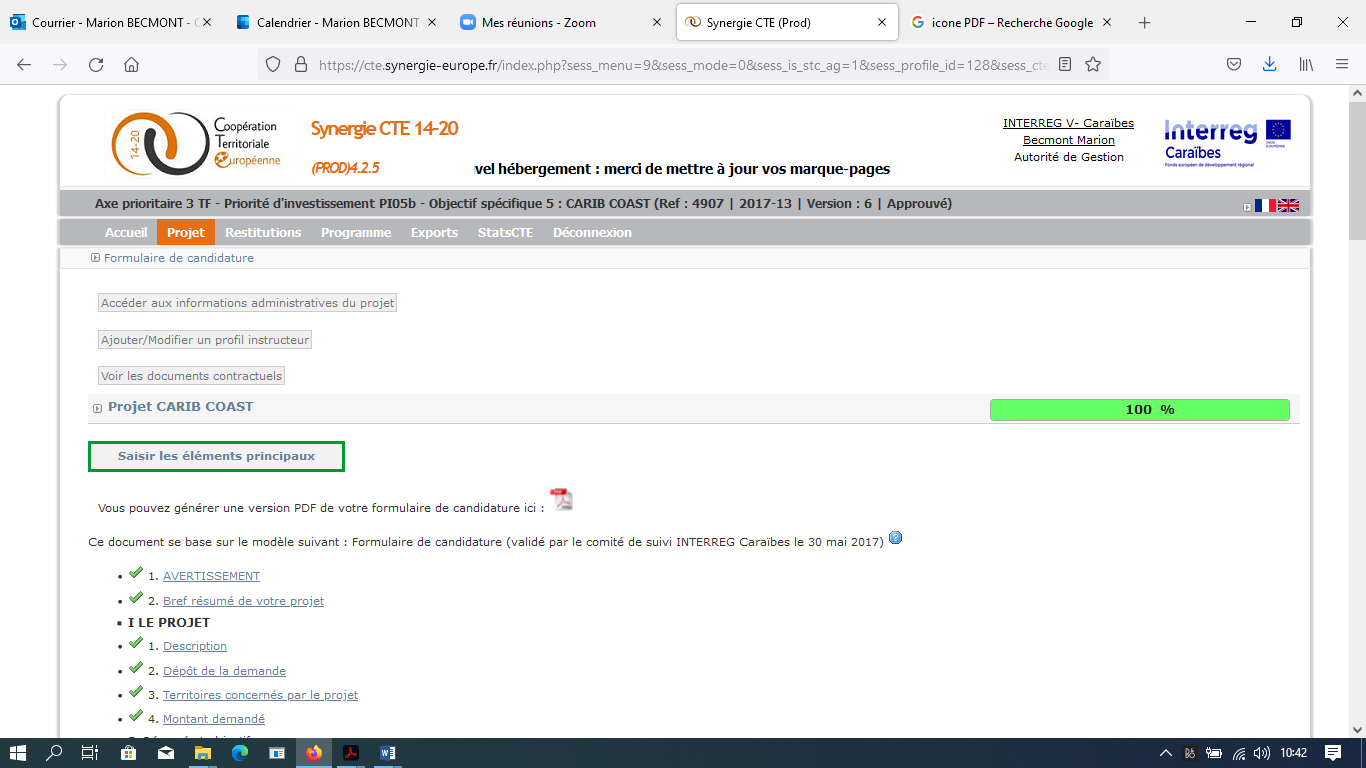 Courrier - Marion BECMONT - C
Calendrier - Marion BECMONT
Mes réunions - Zoom
Synergie CTE (Prod)
icone PDF – Recherche Google
https://cte.synergie-europe.fr/index.php?sess_menu=9&sess_mode=0&sess_is_stc_ag=1&sess_profile_id=128&sess_cte
14-20
Coopération
Territoriale
Européenne
Synergie CTE 14-20
(PROD)4.2.5
vel hébergement : merci de mettre à jour vos marque-pages
INTERREG V- Caraïbes
Becmont Marion
Autorité de Gestion
Interreg
Caraïbes
UNION EUROPÉENNE
Fonds européen de développement régional
Axe prioritaire 3 TF - Priorité d'investissement PI05b - Objectif spécifique 5 : CARIB COAST (Ref : 4907 | 2017-13 | Version : 6 | Approuvé)
Accueil
Projet
Restitutions
Programme
Exports
StatsCTE
Déconnexion
Formulaire de candidature
Accéder aux informations administratives du projet
Ajouter/Modifier un profil instructeur
Voir les documents contractuels
Projet CARIB COAST
100 %
Saisir les éléments principaux
Vous pouvez générer une version PDF de votre formulaire de candidature ici :
Ce document se base sur le modèle suivant : Formulaire de candidature (validé par le comité de suivi INTERREG Caraïbes le 30 mai 2017)
1. AVERTISSEMENT
2. Bref résumé de votre projet
I LE PROJET
1. Description
2. Dépôt de la demande
3. Territoires concernés par le projet
4. Montant demandé
10:42